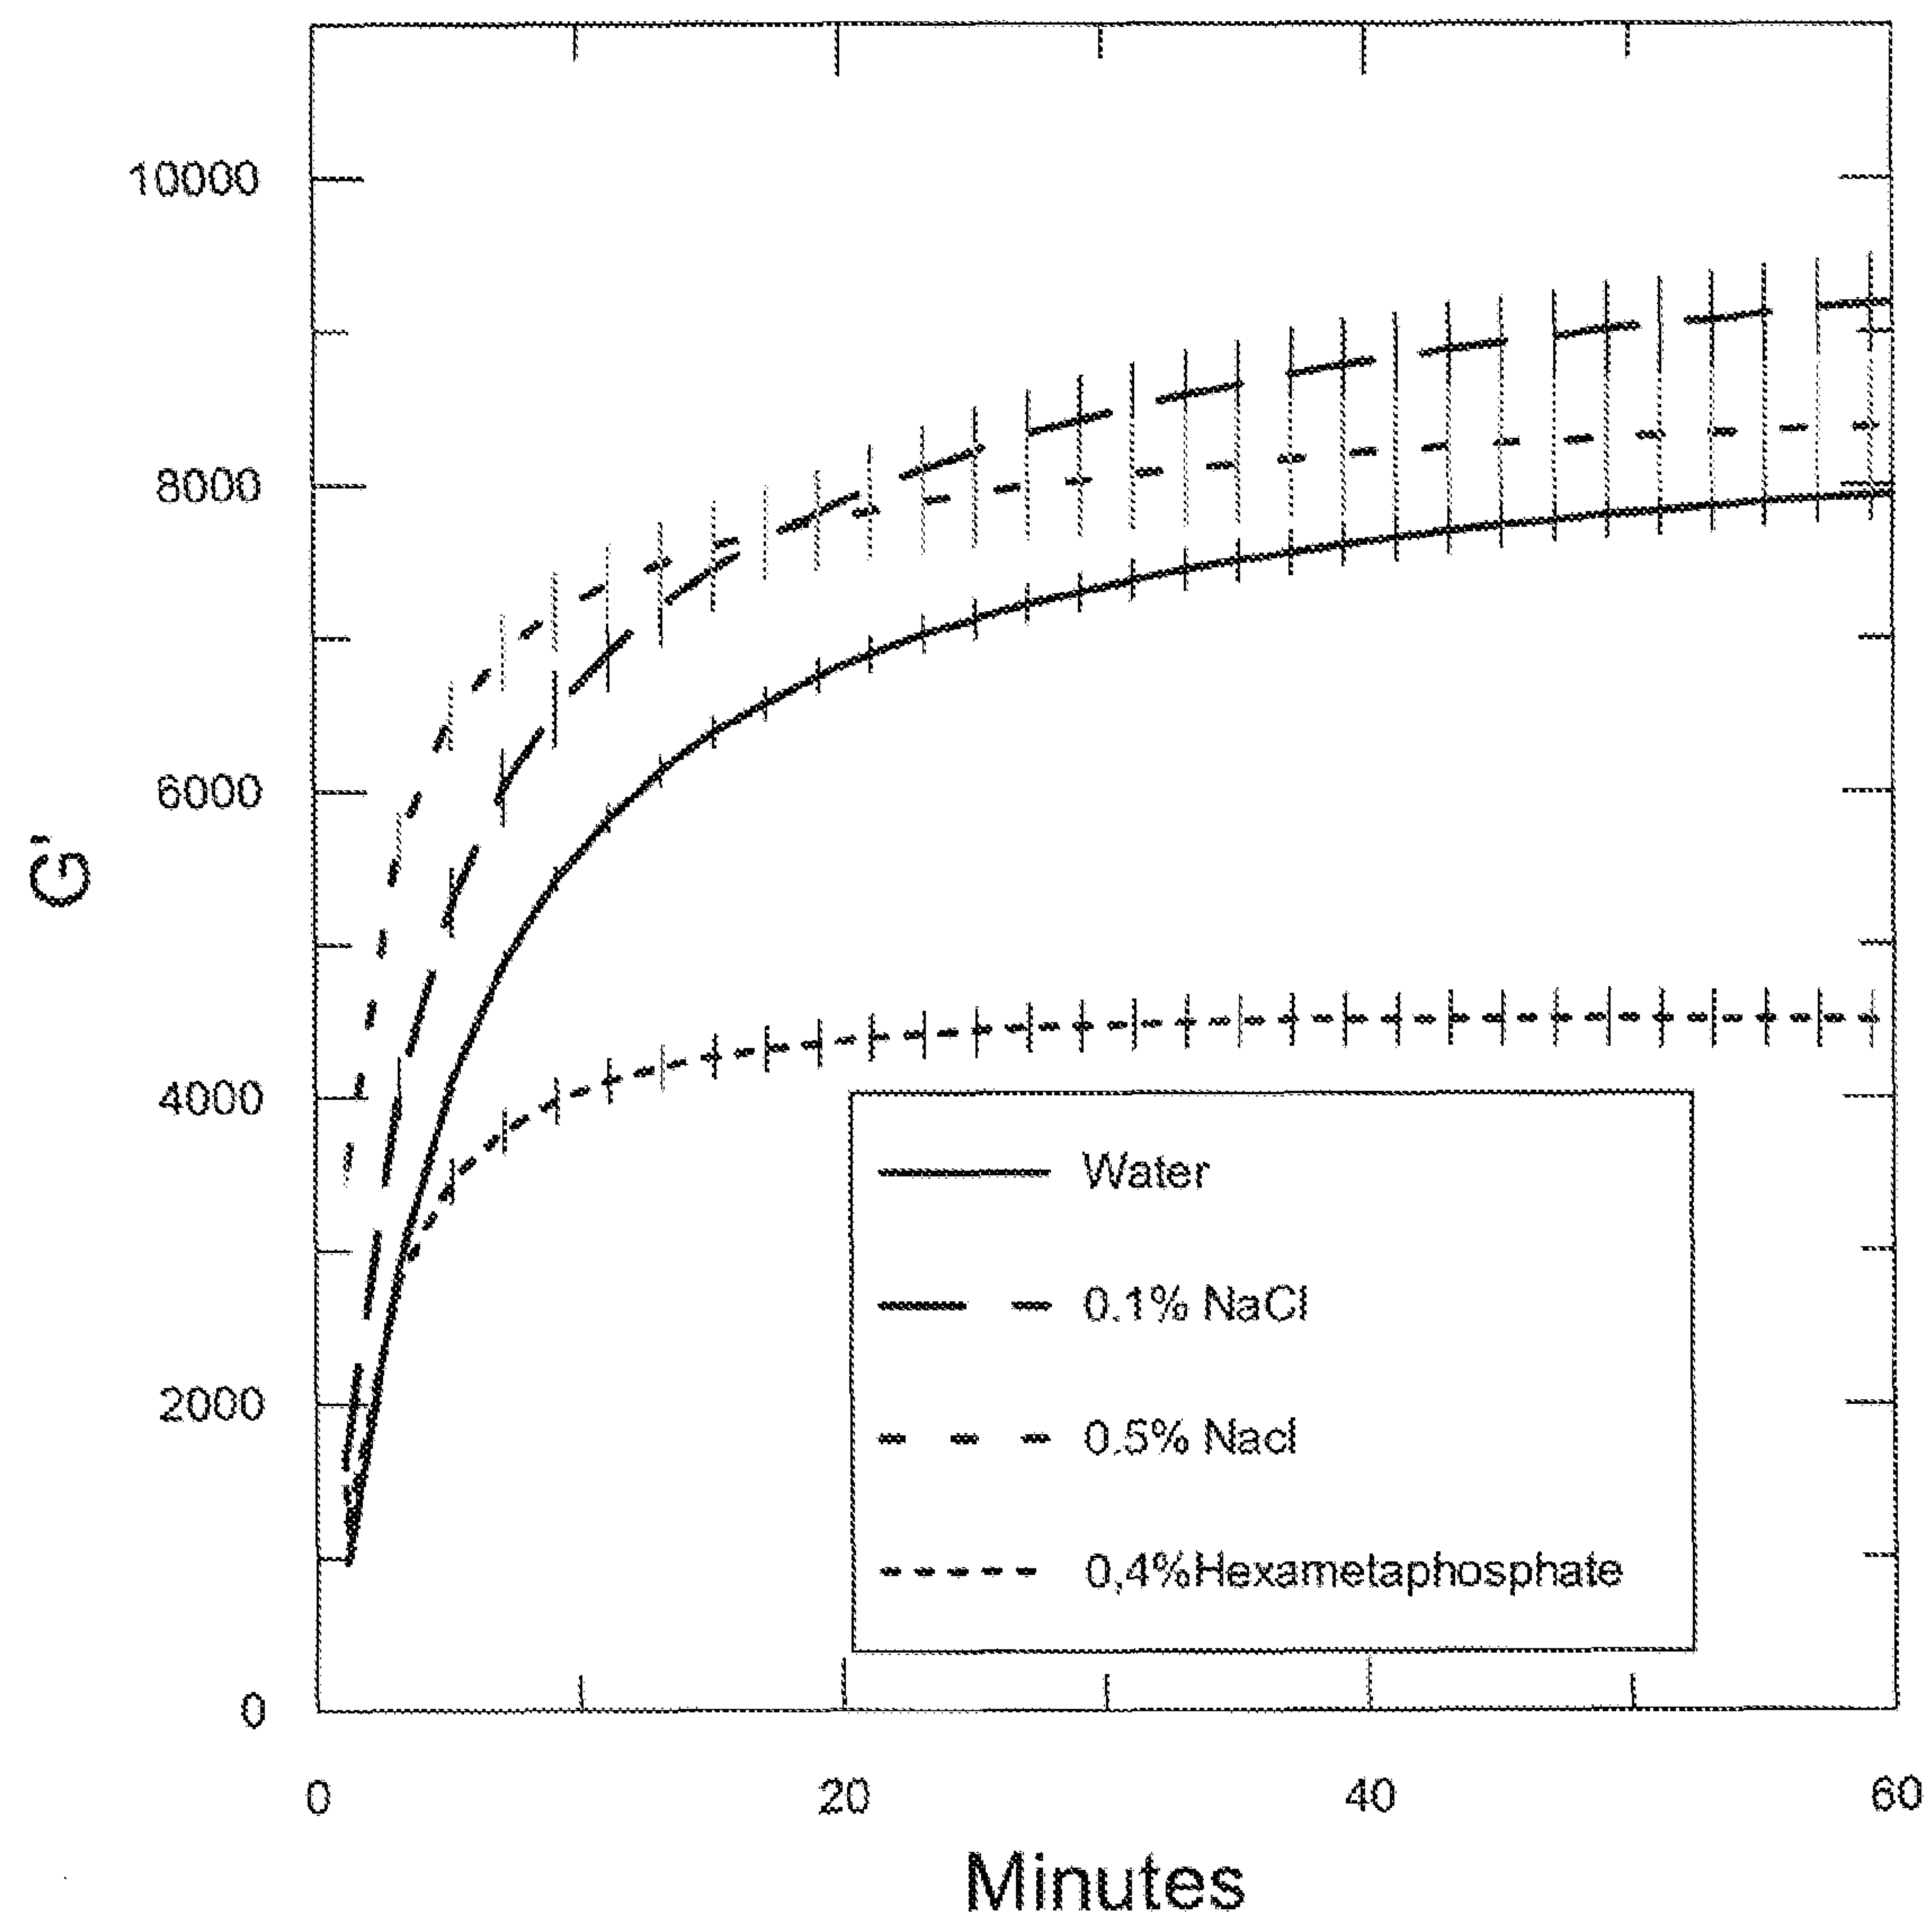 10000
8000
6000
4000
2000
0
G'
Water
0.1% NaCl
0.5% Nacl
0,4%Hexametaphosphate
0 20 40 60
Minutes